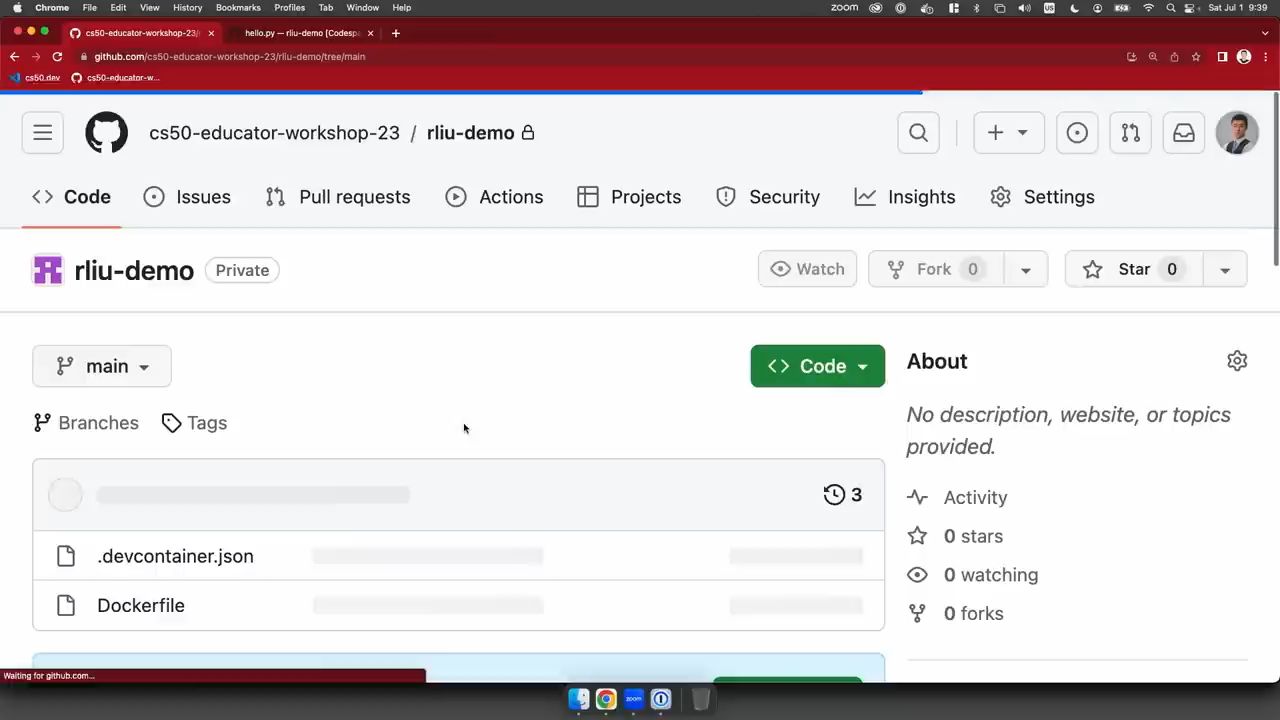 Chrome File Edit View History Bookmarks Profiles Tab Window Help zoom US Sat Jul 1 9:39
cs50-educator-workshop-23/ hello.py — rliu-demo [Codesp
github.com/cs50-educator-workshop-23/rliu-demo/tree/main
cs50.dev cs50-educator-w...
cs50-educator-workshop-23 / rliu-demo
Code Issues Pull requests Actions Projects Security Insights Settings
rliu-demo Private Watch Fork 0 Star 0
main Code About
No description, website, or topics
provided.
Branches Tags
3
Activity
0 stars
.devcontainer.json
0 watching
Dockerfile
0 forks
Waiting for github.com...
zoom